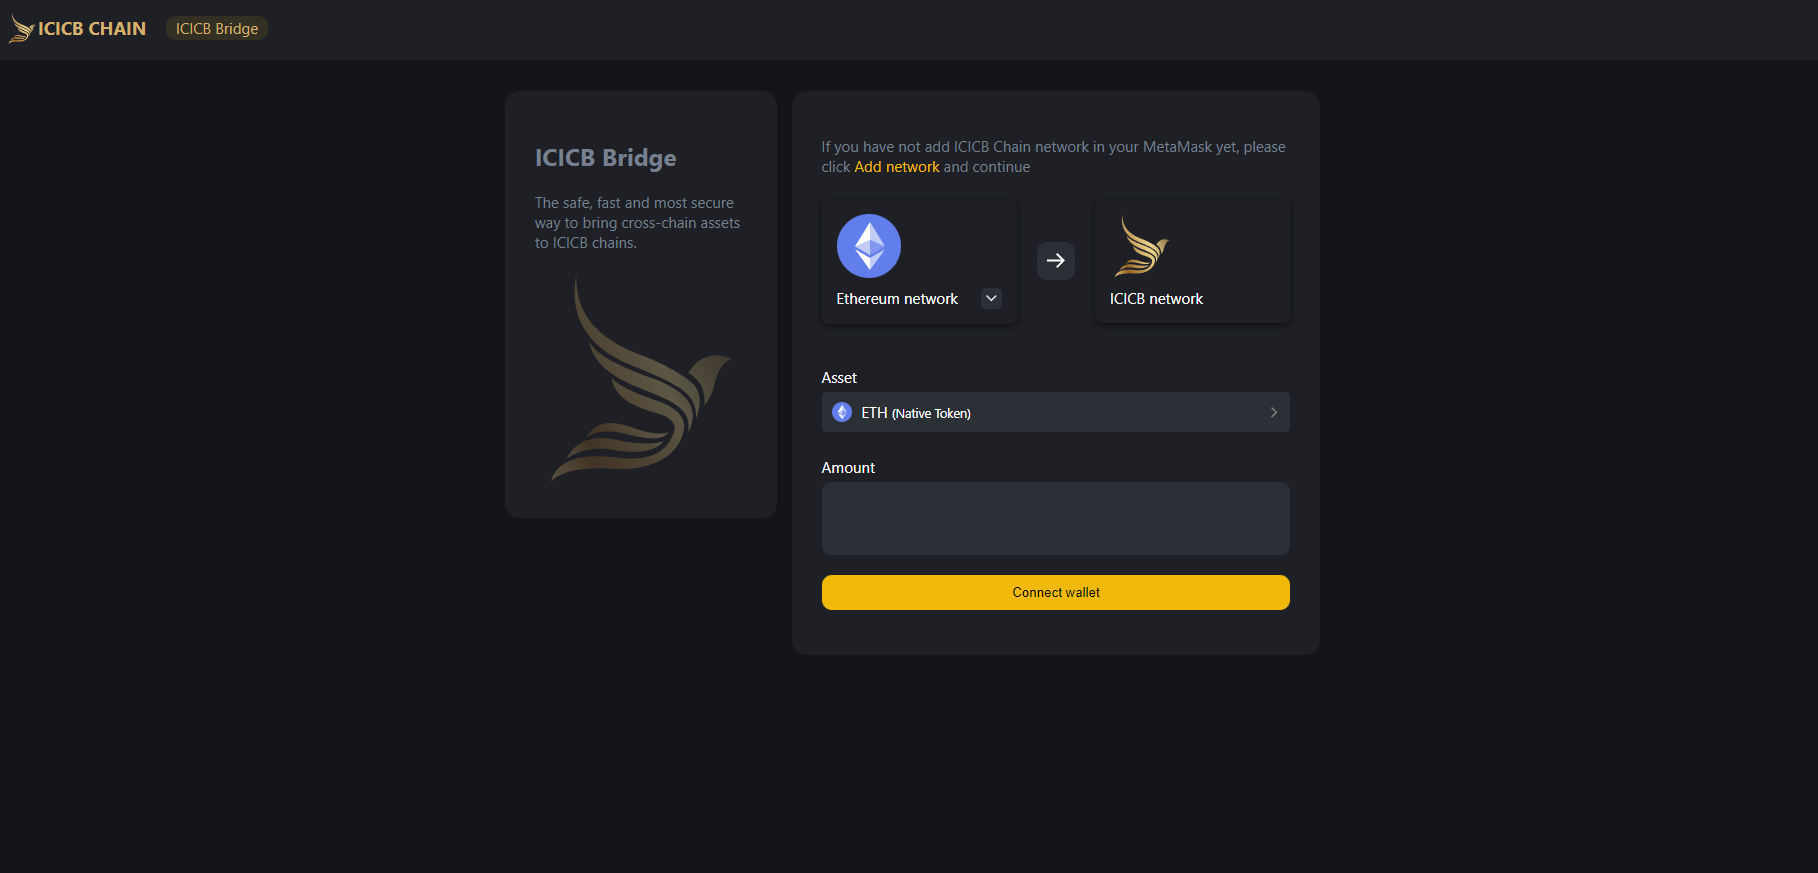 ICICB CHAIN
ICICB Bridge
ICICB Bridge
The safe, fast and most secure
way to bring cross-chain assets
to ICICB chains.
If you have not add ICICB Chain network in your MetaMask yet, please
click Add network and continue
Ethereum network
ICICB network
Asset
ETH (Native Token)
Amount
Connect wallet